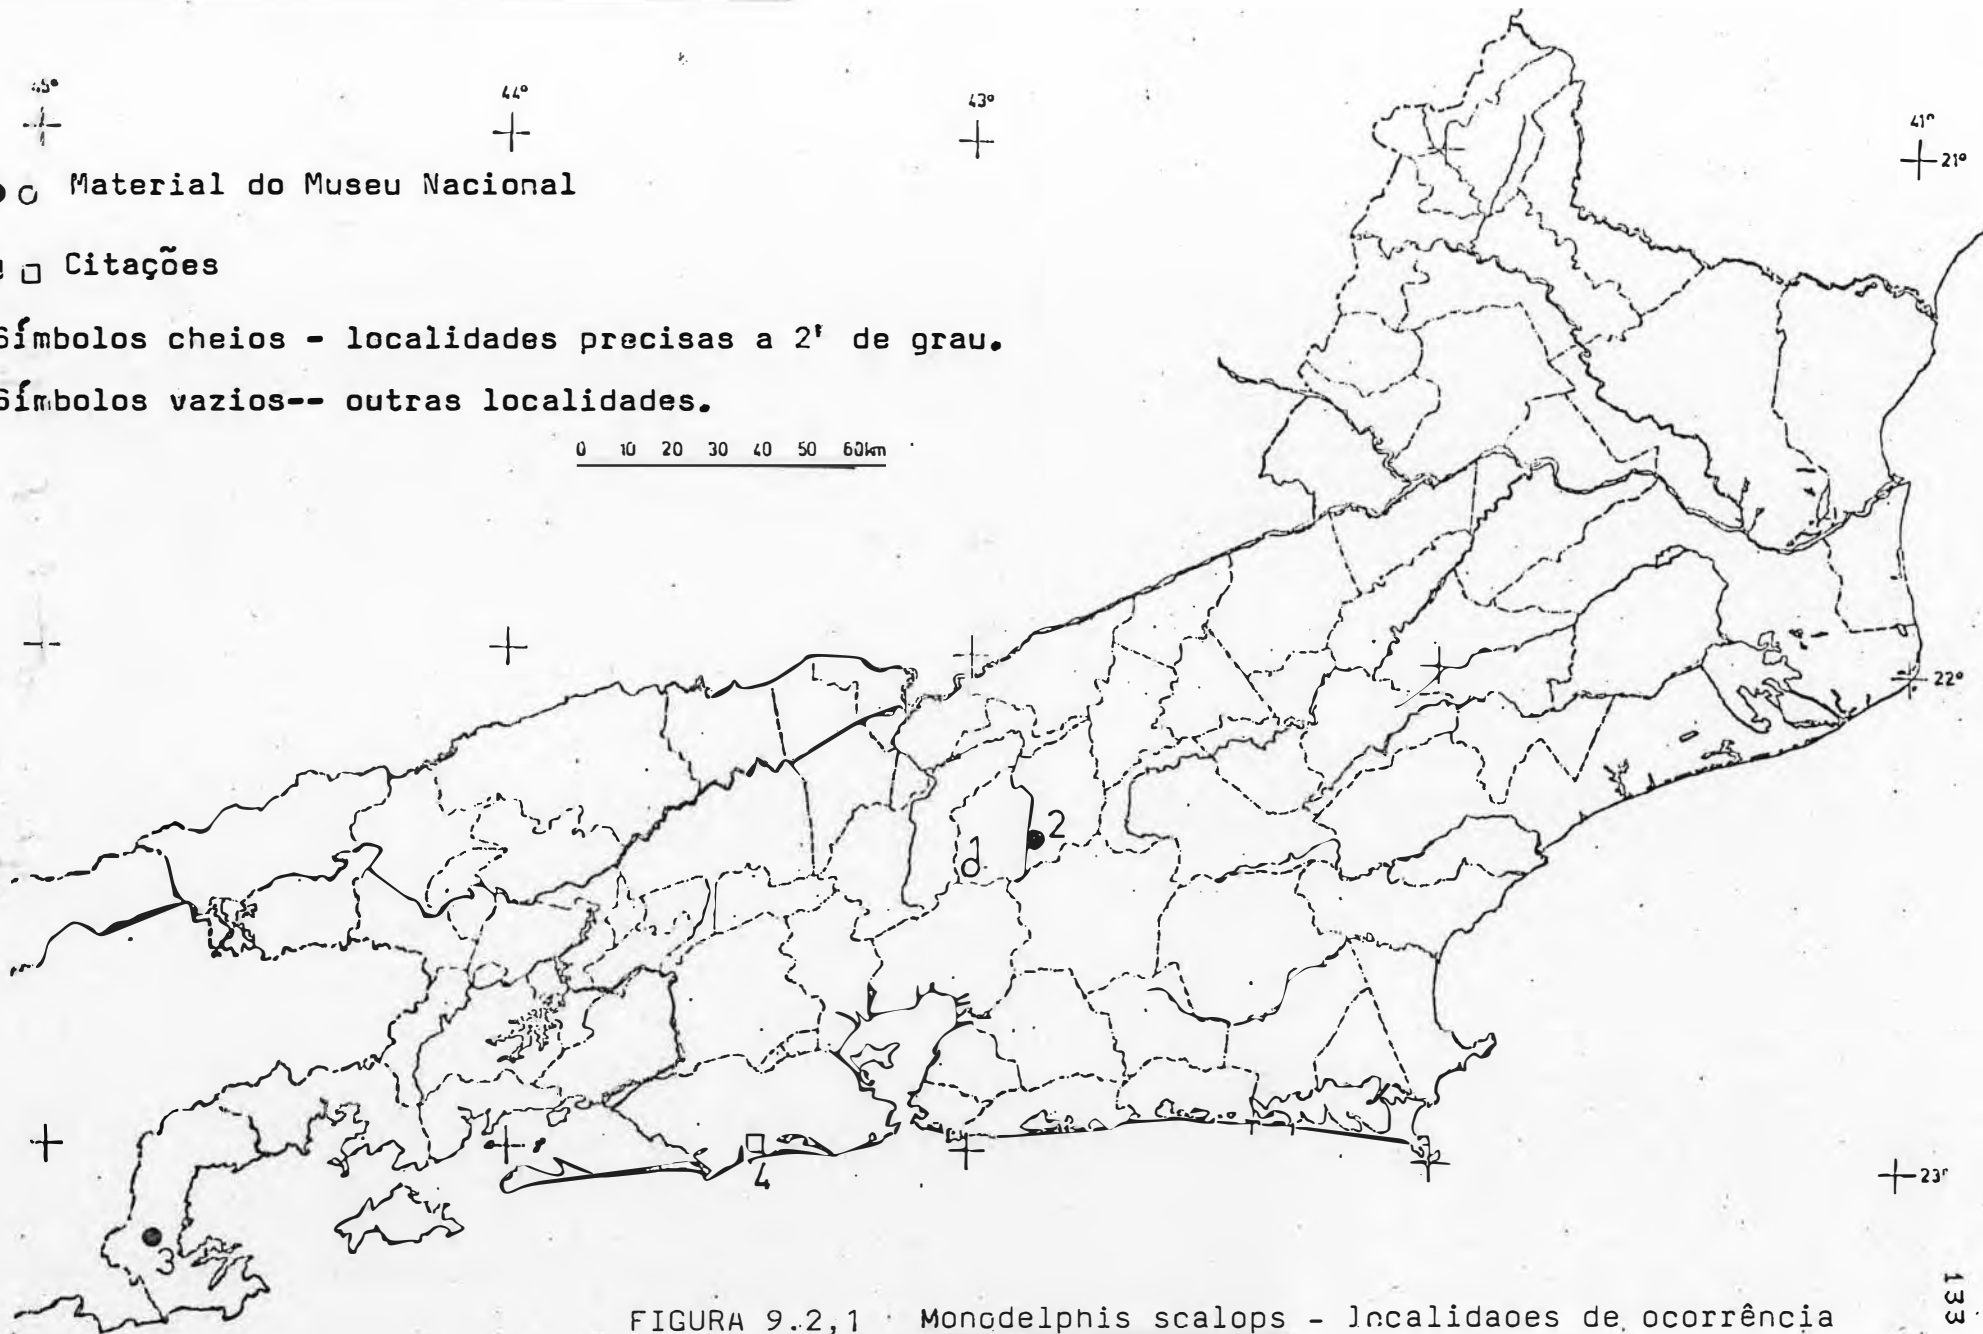 45°
44°
43°
41°
21°
Material do Museu Nacional
Citações
Símbolos cheios - localidades precisas a 2' de grau.
Símbolos vazios-- outras localidades.
0 10 20 30 40 50 60km
22°
1
2
3
4
23°
FIGURA 9.2,1 Monodelphis scalops - localidades de ocorrência
133